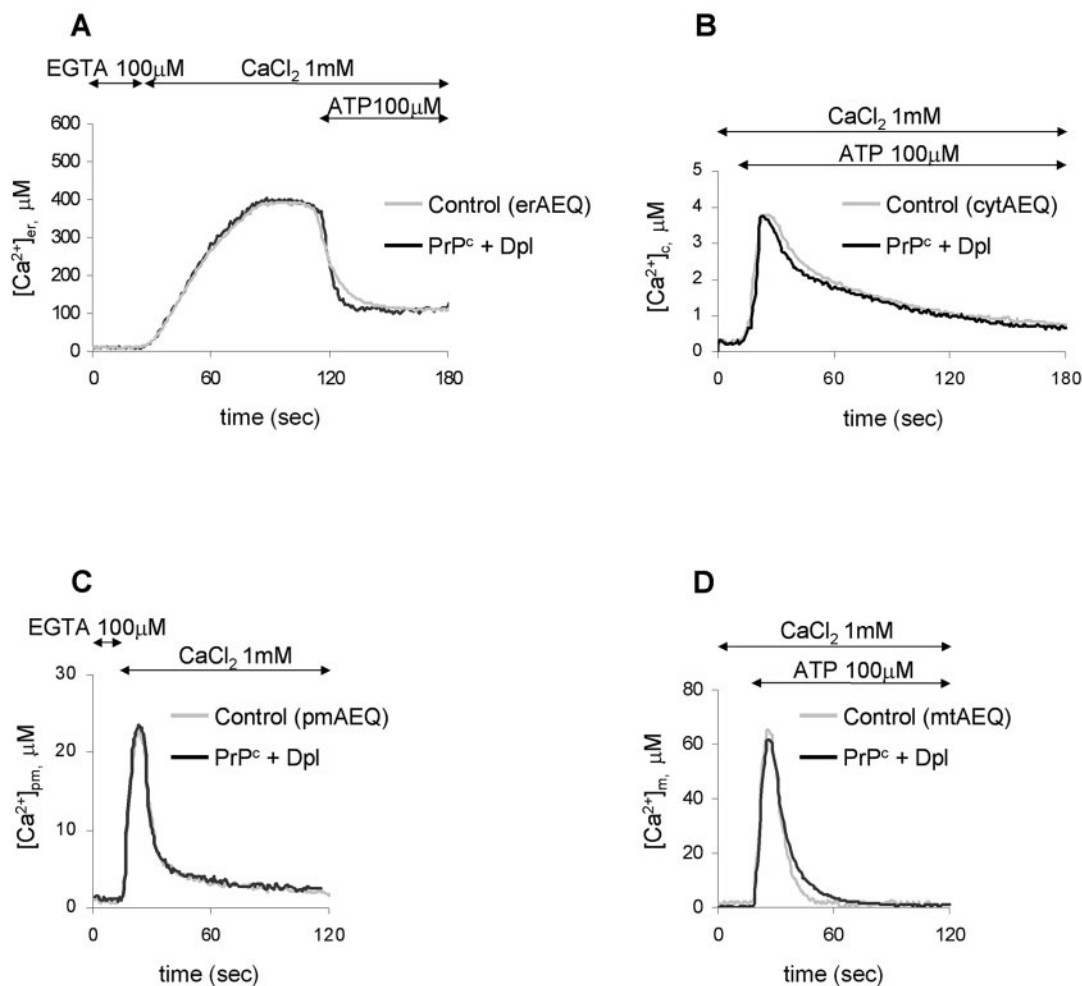 A
EGTA 100μM
CaCl₂ 1mM
ATP100μM
600
500
400
300
200
100
0
[Ca²⁺]er, μM
Control (erAEQ)
PrPᶜ + Dpl
0
60
120
180
time (sec)
B
CaCl₂ 1mM
ATP 100μM
5
4
3
2
1
0
[Ca²⁺]c, μM
Control (cytAEQ)
PrPᶜ + Dpl
0
60
120
180
time (sec)
C
EGTA 100μM
CaCl₂ 1mM
30
20
10
0
[Ca²⁺]pm, μM
Control (pmAEQ)
PrPᶜ + Dpl
0
60
120
time (sec)
D
CaCl₂ 1mM
ATP 100μM
80
60
40
20
0
[Ca²⁺]m, μM
Control (mtAEQ)
PrPᶜ + Dpl
0
60
120
time (sec)